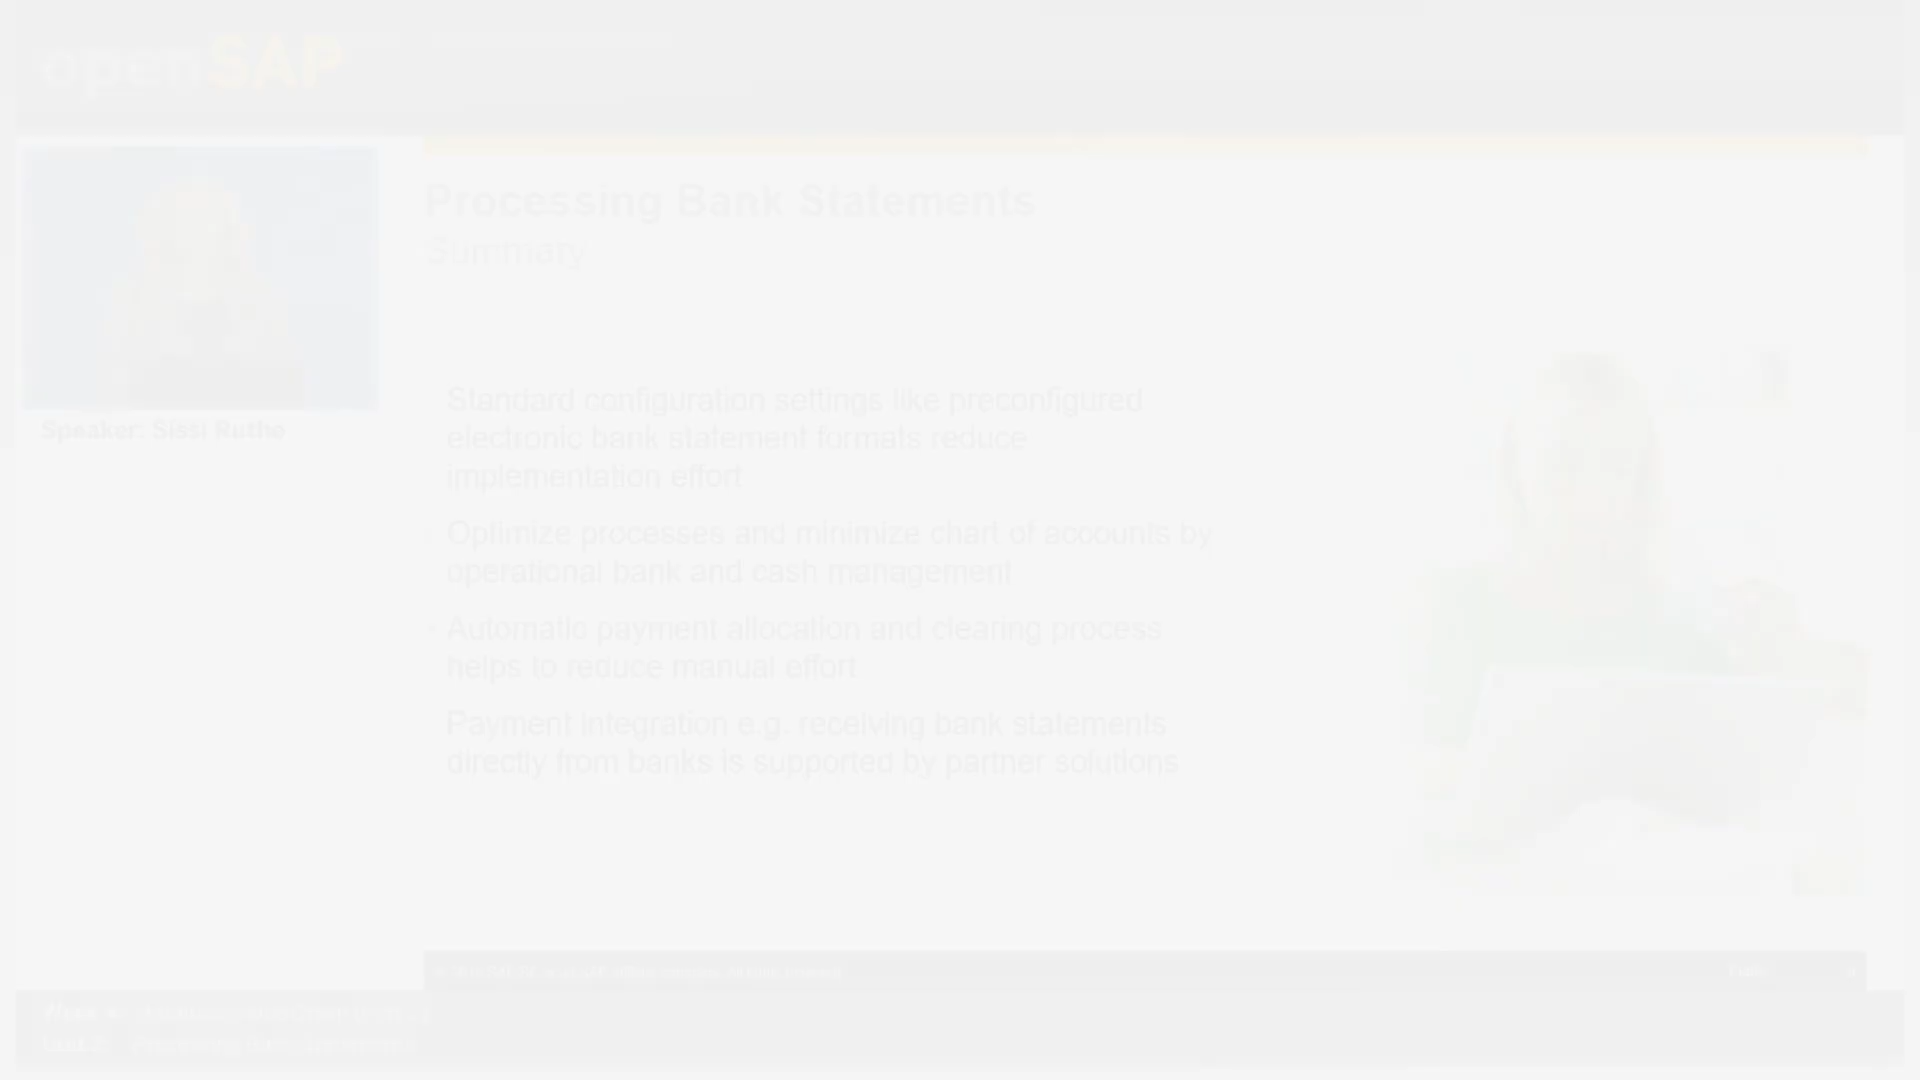 openSAP
Processing Bank Statements
Summary
Speaker: Sissi Ruthe
Standard configuration settings like preconfigured
electronic bank statement formats reduce
implementation effort
Optimize processes and minimize chart of accounts by
operational bank and cash management
Automatic payment allocation and clearing process
helps to reduce manual effort
Payment integration e.g. receiving bank statements
directly from banks is supported by partner solutions